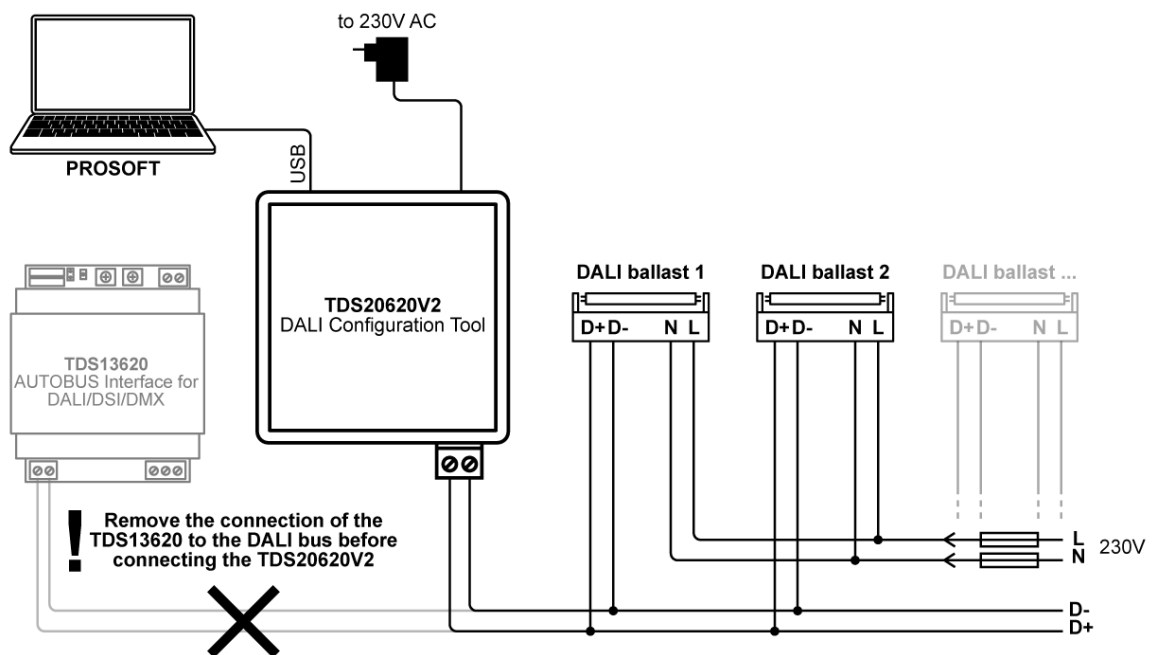 to 230V AC
PROSOFT
USB
TDS20620V2
DALI Configuration Tool
TDS13620
AUTOBUS Interface for
DALI/DSI/DMX
DALI ballast 1
D+ D- N L
DALI ballast 2
D+ D- N L
DALI ballast ...
D+ D- N L
! Remove the connection of the
TDS13620 to the DALI bus before
connecting the TDS20620V2
L
N
230V
D-
D+